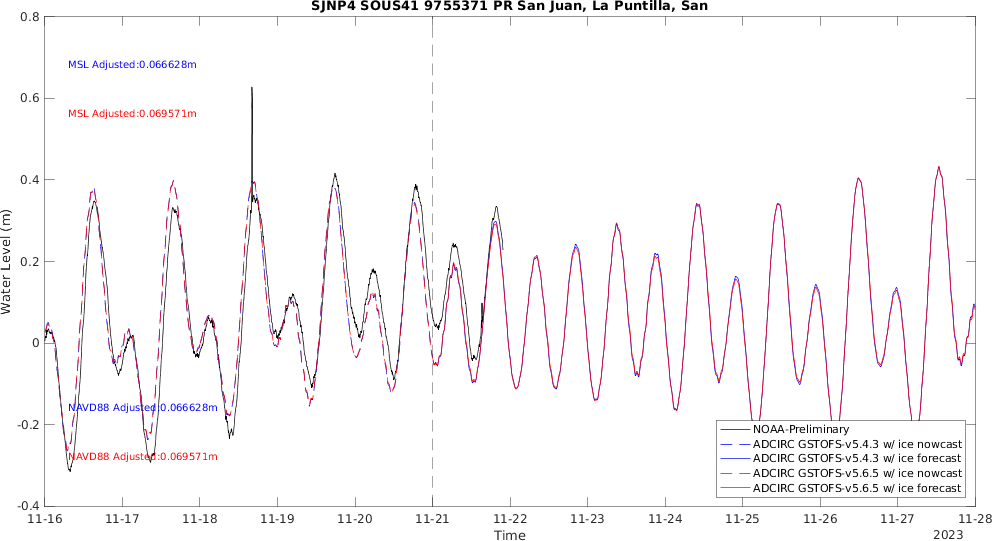 SJNP4 SOUS41 9755371 PR San Juan, La Puntilla, San
0.8
0.6
0.4
0.2
0
-0.2
-0.4
Water Level (m)
MSL Adjusted:0.066628m
MSL Adjusted:0.069571m
NAVD88 Adjusted:0.066628m
NAVD88 Adjusted:0.069571m
NOAA-Preliminary
ADCIRC GSTOFS-v5.4.3 w/ ice nowcast
ADCIRC GSTOFS-v5.4.3 w/ ice forecast
ADCIRC GSTOFS-v5.6.5 w/ ice nowcast
ADCIRC GSTOFS-v5.6.5 w/ ice forecast
11-16 11-17 11-18 11-19 11-20 11-21 11-22 11-23 11-24 11-25 11-26 11-27 11-28
Time
2023